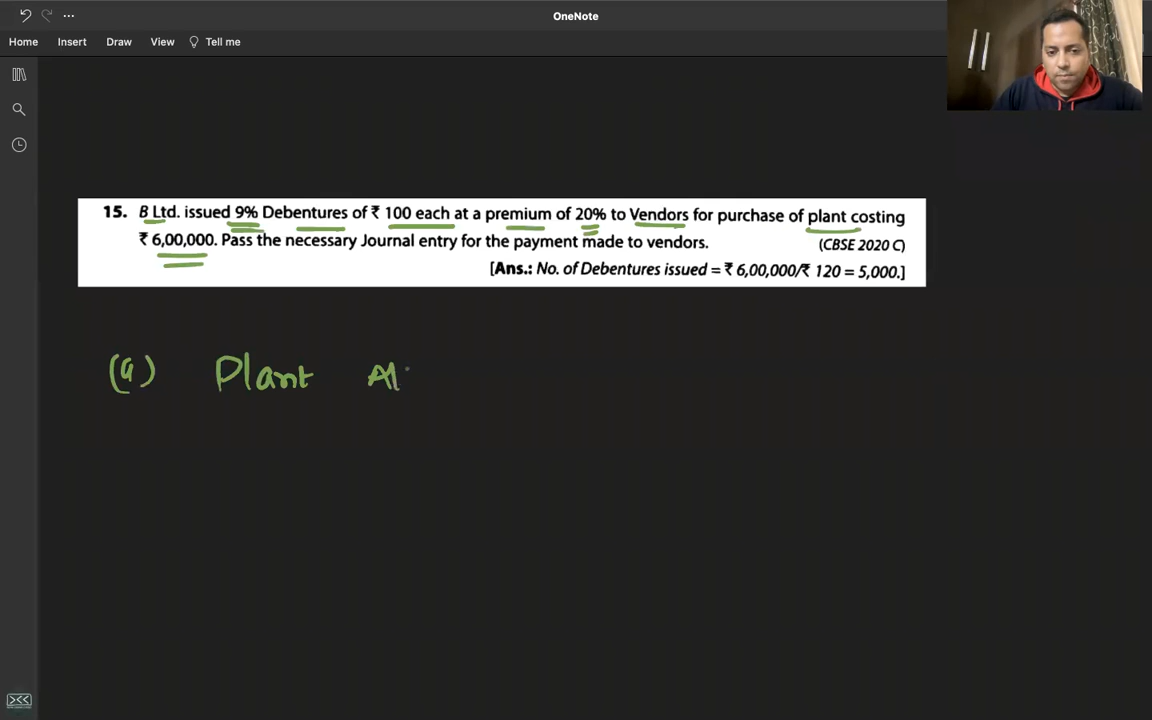 OneNote
Home Insert Draw View Tell me
15. B Ltd. issued 9% Debentures of ₹ 100 each at a premium of 20% to Vendors for purchase of plant costing
₹ 6,00,000. Pass the necessary Journal entry for the payment made to vendors. (CBSE 2020 C)
[Ans.: No. of Debentures issued = ₹ 6,00,000/₹ 120 = 5,000.]
(a) Plant